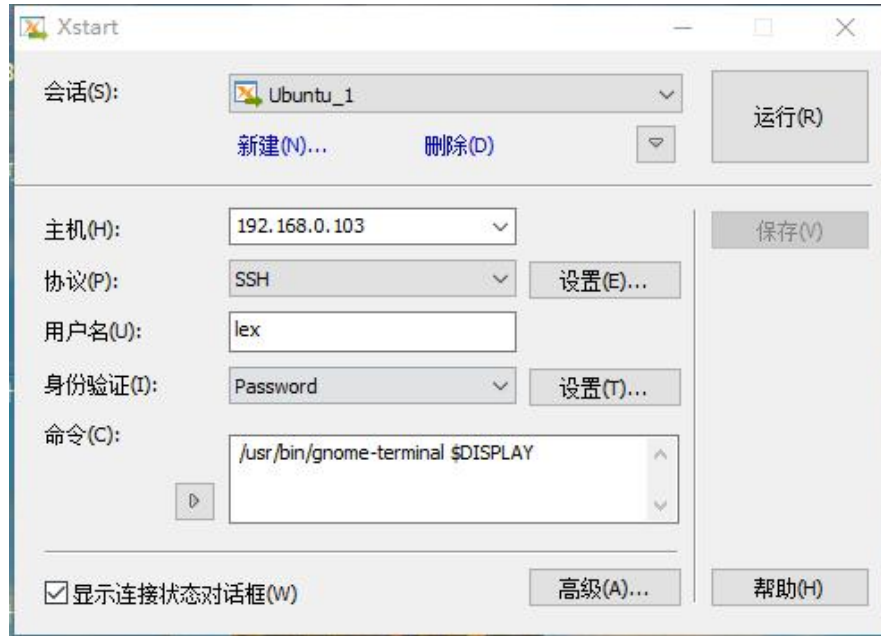 Xstart
会话(S):
Ubuntu_1
运行(R)
新建(N)...
删除(D)
主机(H):
192.168.0.103
保存(V)
协议(P):
SSH
设置(E)...
用户名(U):
lex
身份验证(I):
Password
设置(T)...
命令(C):
/usr/bin/gnome-terminal $DISPLAY
显示连接状态对话框(W)
高级(A)...
帮助(H)